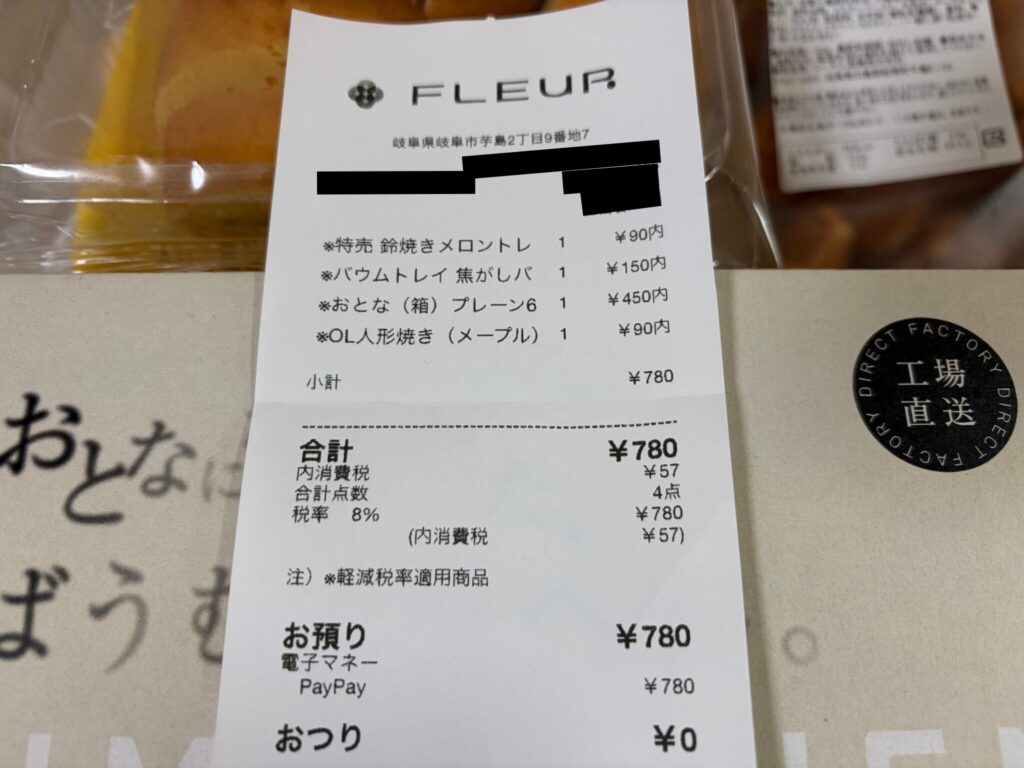 FLEUR
岐阜県岐阜市芋島2丁目9番地7
※特売 鈴焼きメロントレ 1 ¥90内
※バウムトレイ 焦がしバ 1 ¥150内
※おとな（箱）プレーン6 1 ¥450内
※OL人形焼き（メープル） 1 ¥90内
小計 ¥780
合計 ¥780
内消費税 ¥57
合計点数 4点
税率 8% ¥780
(内消費税 ¥57)
注）※軽減税率適用商品
お預り ¥780
電子マネー
PayPay ¥780
おつり ¥0
おとなに
ばうむ
。
DIRECT FACTORY DIRECT FACTORY
工場
直送